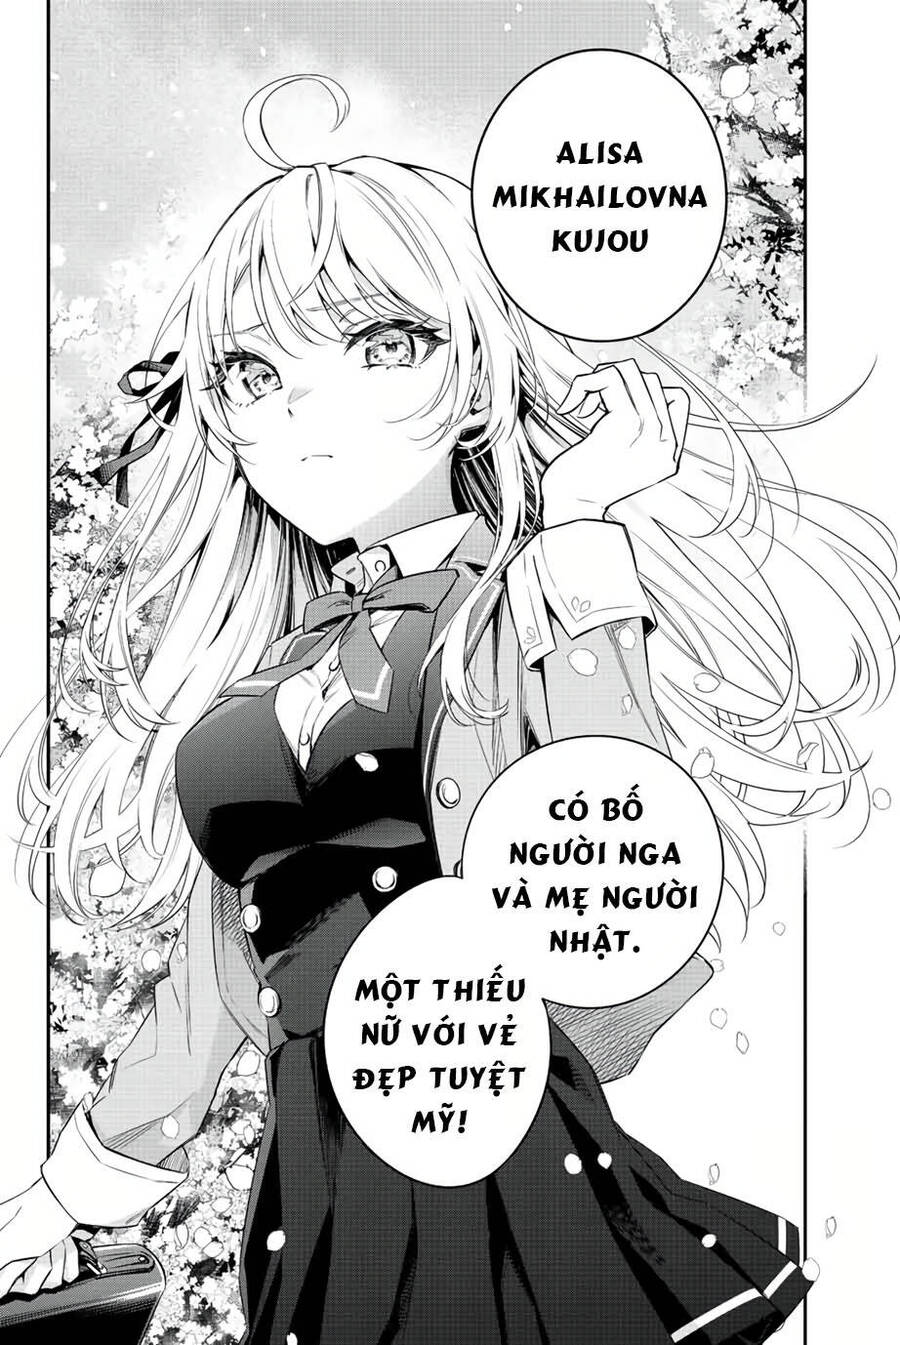 ALISA
MIKHAILOVNA
KUJOU
CÓ BỐ
NGƯỜI NGA
VÀ MẸ NGƯỜI
NHẬT.
MỘT THIẾU
NỮ VỚI VẺ
ĐẸP TUYỆT
MỸ!